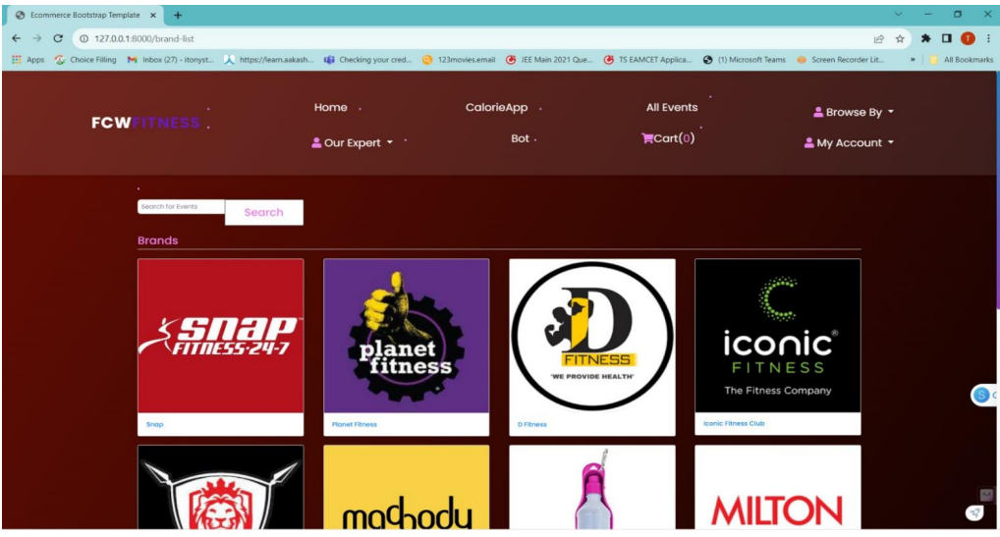 Ecommerce Bootstrap Template
127.0.0.1:8000/brand-list
Apps Choice Filling Inbox (27) - itonyst... https://learn.aakash... Checking your cred... 123movies.email JEE Main 2021 Que... TS EAMCET Applica... (1) Microsoft Teams Screen Recorder Lit... » All Bookmarks
FCWFITNESS
Home CalorieApp All Events Browse By
Our Expert Bot Cart(0) My Account
Search for Events Search
Brands
SNAP FITNESS·24-7
planet fitness
D FITNESS 'WE PROVIDE HEALTH'
iconic® FITNESS The Fitness Company
Snap Planet Fitness D Fitness Iconic Fitness Club
MILTON